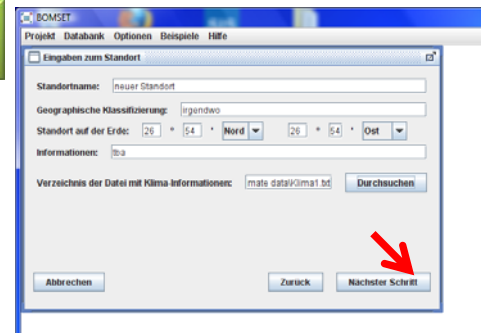 BOMSET
Projekt Databank Optionen Beispiele Hilfe
Eingaben zum Standort
Standortname: neuer Standort
Geographische Klassifizierung: irgendwo
Standort auf der Erde: 26 ° 54 ' Nord 26 ° 54 ' Ost
Informationen: tba
Verzeichnis der Datei mit Klima-Informationen: mate data\Klima1.txt Durchsuchen
Abbrechen Zurück Nächster Schritt